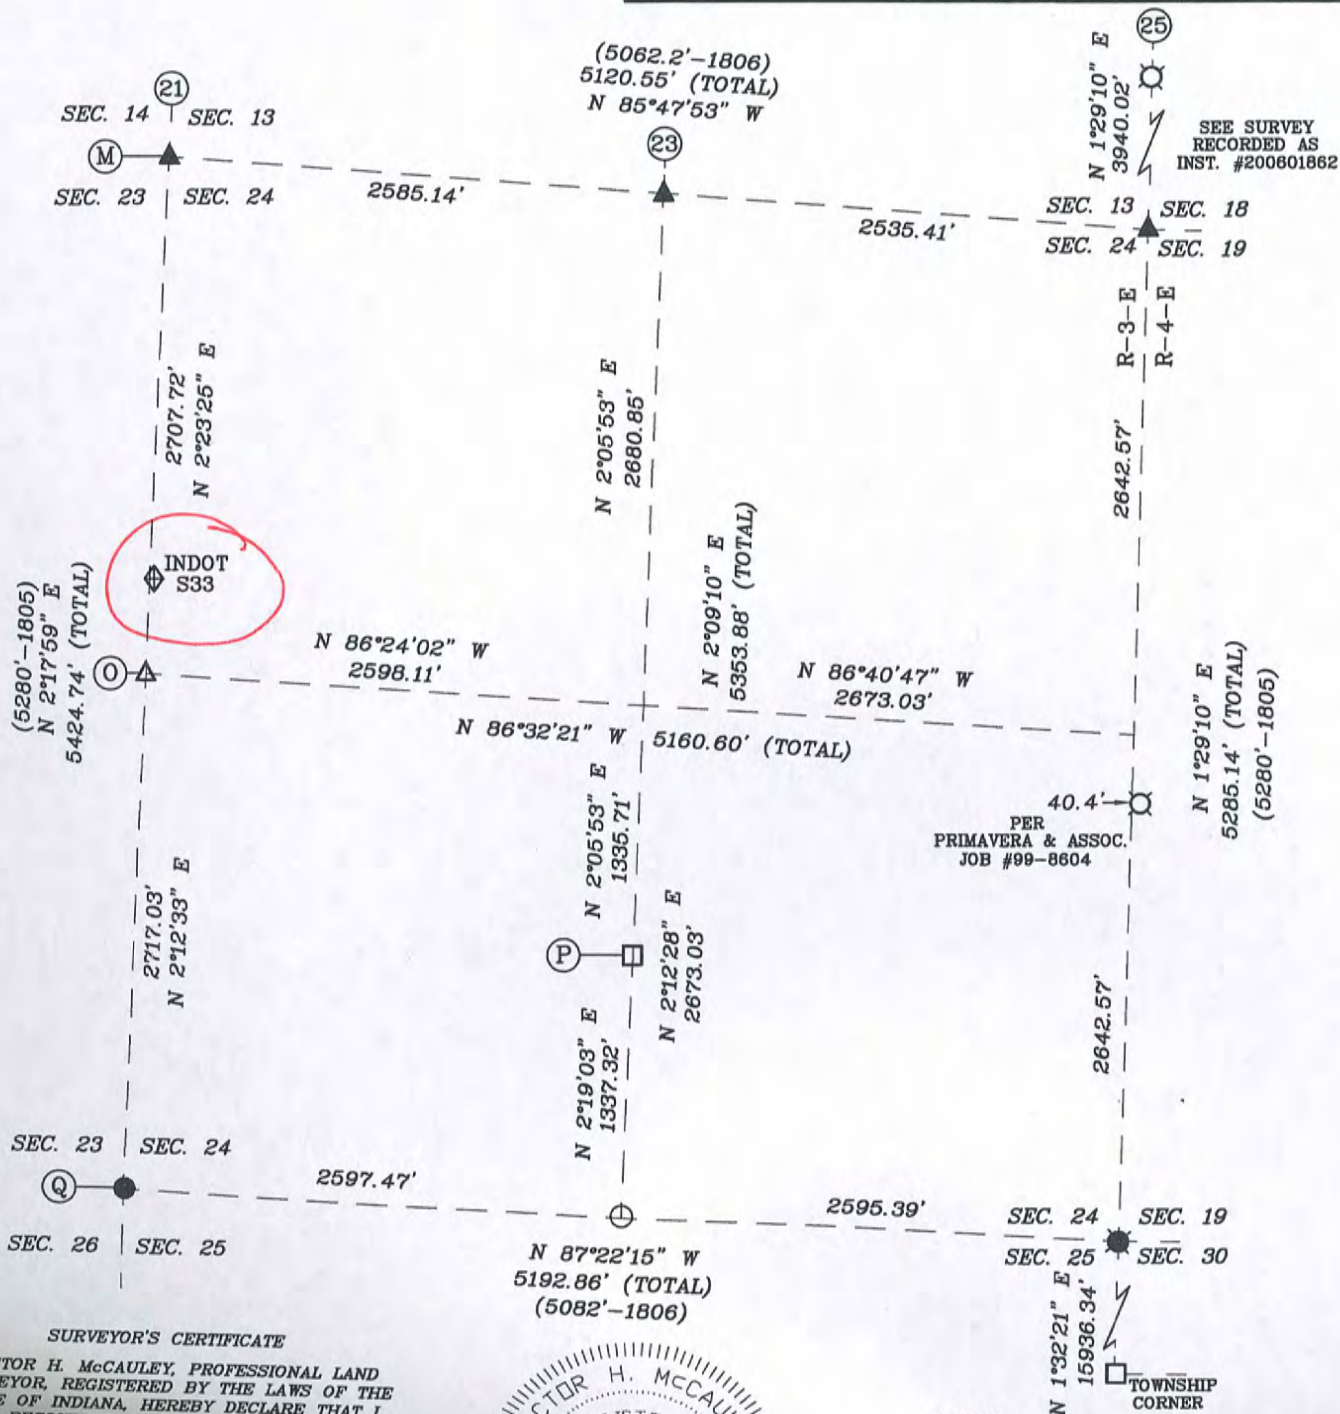 (5062.2'-1806)
5120.55' (TOTAL)
N 85°47'53" W
25
N 1°29'10" E
3940.02'
SEE SURVEY
RECORDED AS
INST. #200601862
21
SEC. 14
SEC. 13
M
23
SEC. 23
SEC. 24
2585.14'
2535.41'
SEC. 13
SEC. 18
SEC. 24
SEC. 19
R-3-E
R-4-E
2707.72'
N 2°23'25" E
N 2°05'53" E
2680.85'
2642.57'
INDOT
S33
(5280'-1805)
N 2°17'59" E
5424.74' (TOTAL)
O
N 86°24'02" W
2598.11'
N 2°09'10" E
5353.88' (TOTAL)
N 86°40'47" W
2673.03'
N 86°32'21" W
5160.60' (TOTAL)
N 1°29'10" E
5285.14' (TOTAL)
(5280'-1805)
N 2°05'53" E
1335.71'
40.4'
PER
PRIMAVERA & ASSOC.
JOB #99-8604
2717.03'
N 2°12'33" E
P
N 2°12'28" E
2673.03'
N 2°19'03" E
1337.32'
2642.57'
SEC. 23
SEC. 24
Q
2597.47'
2595.39'
SEC. 24
SEC. 19
SEC. 26
SEC. 25
SEC. 25
SEC. 30
N 87°22'15" W
5192.86' (TOTAL)
(5082'-1806)
N 1°32'21" E
15936.34'
TOWNSHIP
CORNER
SURVEYOR'S CERTIFICATE
TOR H. McCAULEY, PROFESSIONAL LAND
EYOR, REGISTERED BY THE LAWS OF THE
E OF INDIANA, HEREBY DECLARE THAT I
CTOR H. McCAU